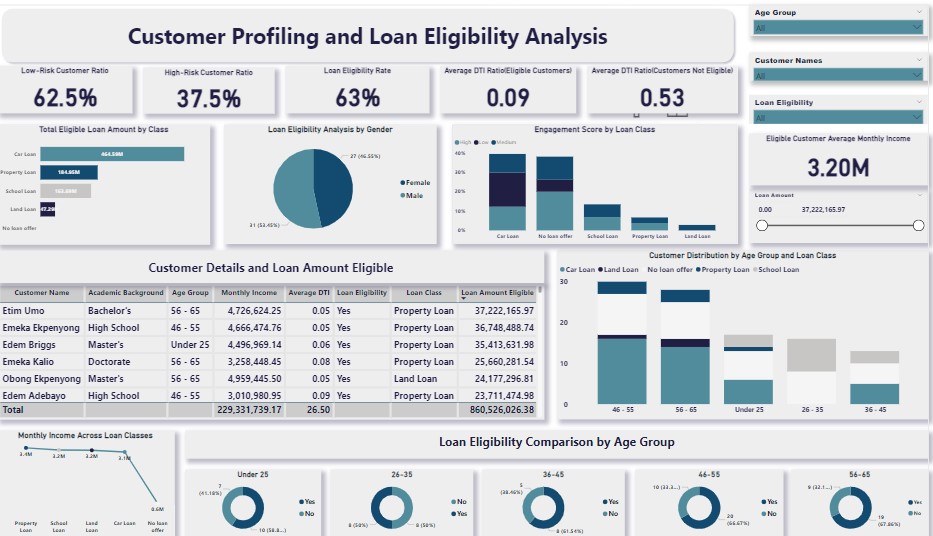 Customer Profiling and Loan Eligibility Analysis
Age Group
All
Customer Names
All
Loan Eligibility
All
Low-Risk Customer Ratio
62.5%
High-Risk Customer Ratio
37.5%
Loan Eligibility Rate
63%
Average DTI Ratio(Eligible Customers)
0.09
Average DTI Ratio(Customers Not Eligible)
0.53
Eligible Customer Average Monthly Income
3.20M
Loan Amount
0.00 37,222,165.97
Total Eligible Loan Amount by Class
Car Loan 464.59M
Property Loan 184.85M
School Loan
Land Loan
No loan offer
Loan Eligibility Analysis by Gender
27 (46.55%)
31 (53.45%)
Female
Male
Engagement Score by Loan Class
High Low Medium
40%
30%
20%
10%
0%
Car Loan No loan offer School Loan Property Loan Land Loan
Customer Details and Loan Amount Eligible
Customer Name Academic Background Age Group Monthly Income Average DTI Loan Eligibility Loan Class Loan Amount Eligible
Etim Umo Bachelor's 56 - 65 4,726,624.25 0.05 Yes Property Loan 37,222,165.97
Emeka Ekpenyong High School 46 - 55 4,666,474.76 0.05 Yes Property Loan 36,748,488.74
Edem Briggs Master's Under 25 4,496,969.14 0.06 Yes Property Loan 35,413,631.98
Emeka Kalio Doctorate 56 - 65 3,258,448.45 0.08 Yes Property Loan 25,660,281.54
Obong Ekpenyong Master's 56 - 65 4,959,445.50 0.05 Yes Land Loan 24,177,296.81
Edem Adebayo High School 46 - 55 3,010,980.95 0.09 Yes Property Loan 23,711,474.98
Total 229,331,739.17 26.50 860,526,026.38
Customer Distribution by Age Group and Loan Class
Car Loan Land Loan No loan offer Property Loan School Loan
30
20
10
0
46 - 55 56 - 65 Under 25 26 - 35 36 - 45
Monthly Income Across Loan Classes
3.4M 3.2M 3.2M 3.1M
0.6M
Property Loan
School Loan
Land Loan
Car Loan
No loan offer
Loan Eligibility Comparison by Age Group
Under 25
7 (41.18%)
10 (58.8...)
Yes
No
26-35
8 (50%)
8 (50%)
No
Yes
36-45
5 (38.46%)
8 (61.54%)
Yes
No
46-55
10 (33.3...)
20 (66.67%)
Yes
No
56-65
9 (32.1...)
19 (67.86%)
Yes
No